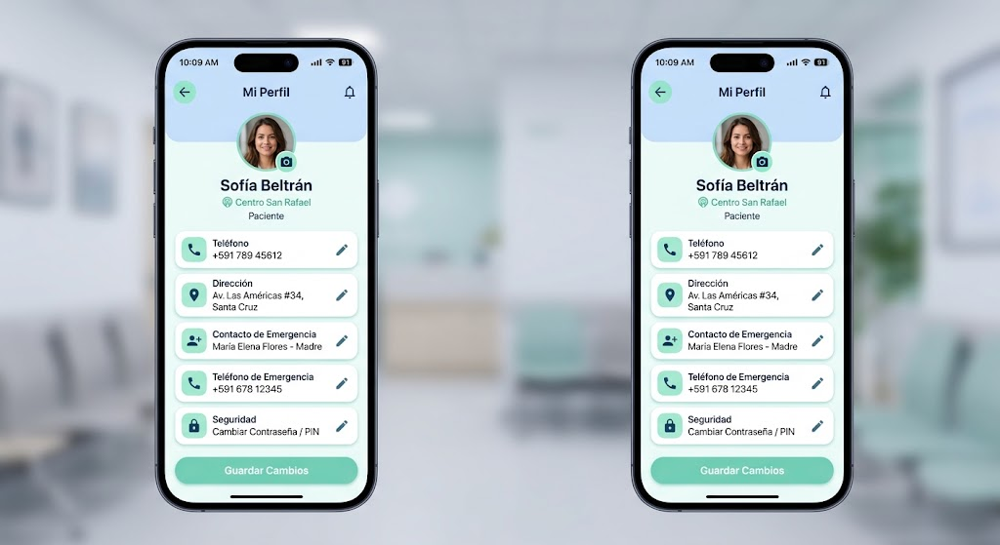 10:09 AM
91
Mi Perfil
Sofía Beltrán
Centro San Rafael
Paciente
Teléfono
+591 789 45612
Dirección
Av. Las Américas #34,
Santa Cruz
Contacto de Emergencia
María Elena Flores - Madre
Teléfono de Emergencia
+591 678 12345
Seguridad
Cambiar Contraseña / PIN
Guardar Cambios
10:09 AM
91
Mi Perfil
Sofía Beltrán
Centro San Rafael
Paciente
Teléfono
+591 789 45612
Dirección
Av. Las Américas #34,
Santa Cruz
Contacto de Emergencia
María Elena Flores - Madre
Teléfono de Emergencia
+591 678 12345
Seguridad
Cambiar Contraseña / PIN
Guardar Cambios